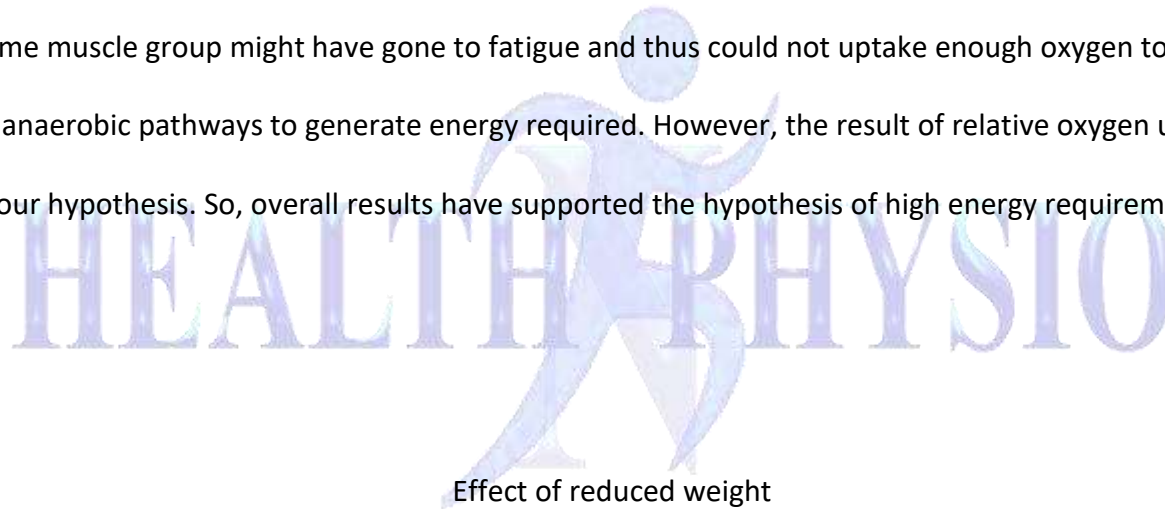 me muscle group might have gone to fatigue and thus could not uptake enough oxygen to
anaerobic pathways to generate energy required. However, the result of relative oxygen u
our hypothesis. So, overall results have supported the hypothesis of high energy requirem
HEALTH PHYSIO
Effect of reduced weight